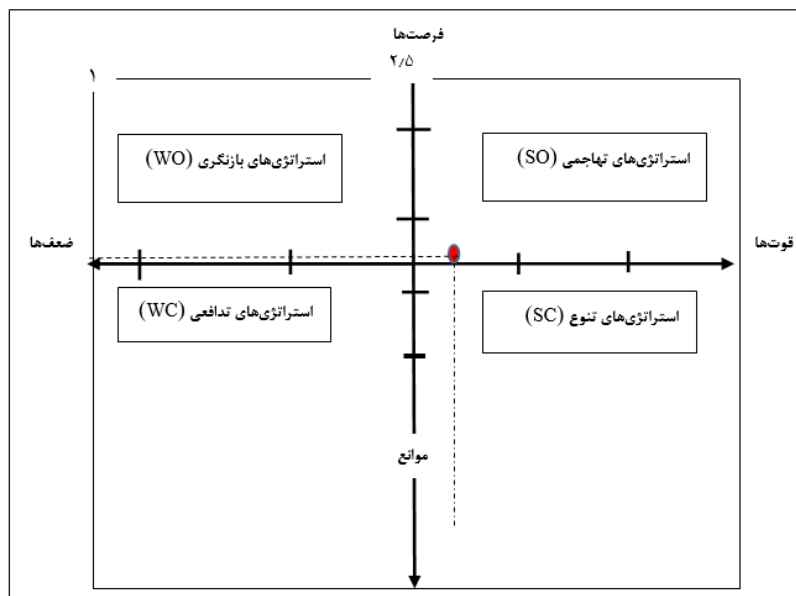 فرصت‌ها
۲٫۵
۱
استراتژی‌های تهاجمی (SO)
استراتژی‌های بازنگری (WO)
قوت‌ها
ضعف‌ها
استراتژی‌های تنوع (SC)
استراتژی‌های تدافعی (WC)
موانع